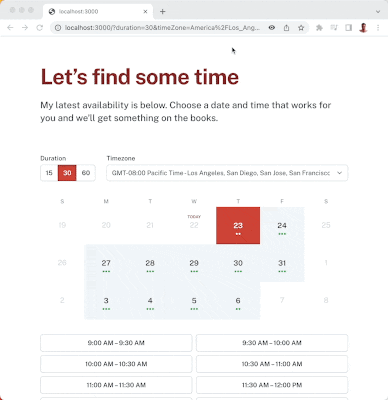 localhost:3000
localhost:3000/?duration=30&timeZone=America%2FLos_Ang...
Let's find some time
My latest availability is below. Choose a date and time that works for
you and we'll get something on the books.
Duration Timezone
15 30 60 GMT-08:00 Pacific Time - Los Angeles, San Diego, San Jose, San Francisco
S M T W T F S
TODAY
19 20 21 22 23 24 25
26 27 28 29 30 31 1
2 3 4 5 6 7 8
9:00 AM – 9:30 AM 9:30 AM – 10:00 AM
10:00 AM – 10:30 AM 10:30 AM – 11:00 AM
11:00 AM – 11:30 AM 11:30 AM – 12:00 PM